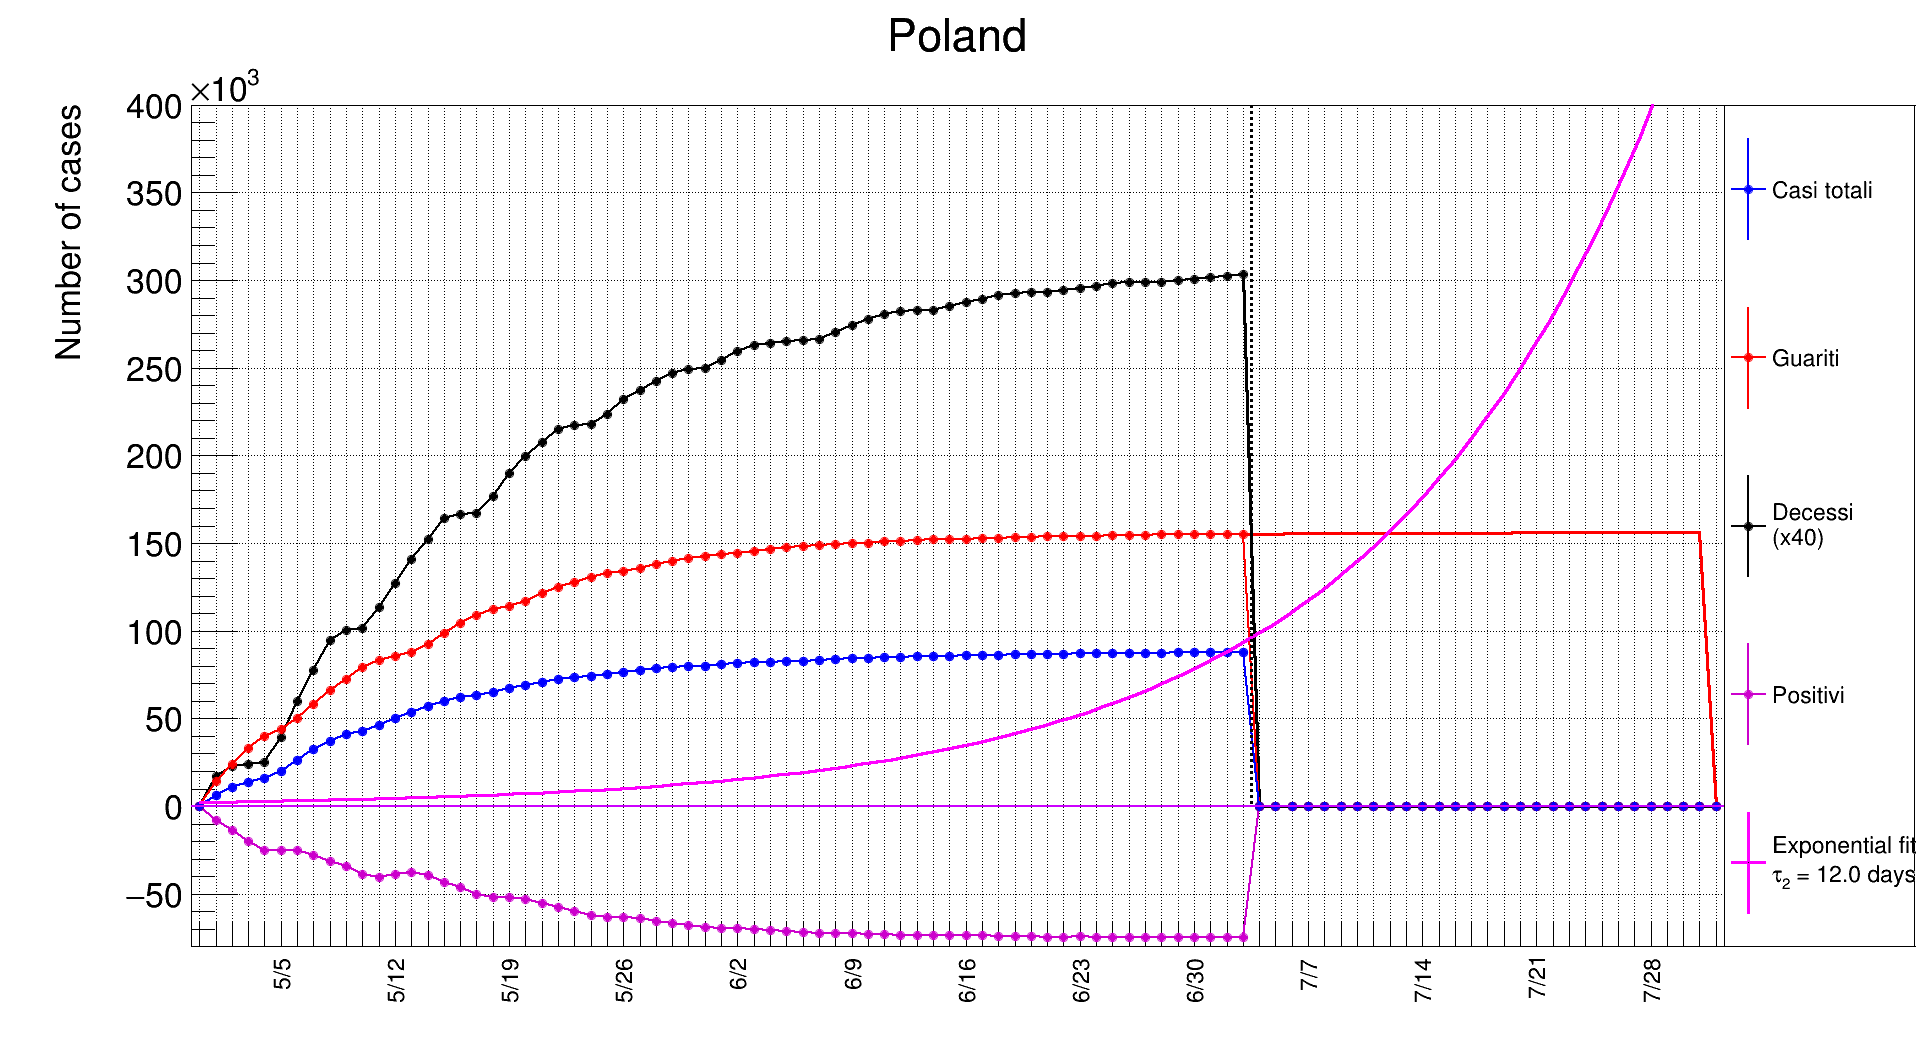 Poland
×10³
Number of cases
400
350
300
250
200
150
100
50
0
−50
5/5
5/12
5/19
5/26
6/2
6/9
6/16
6/23
6/30
7/7
7/14
7/21
7/28
Casi totali
Guariti
Decessi
(x40)
Positivi
Exponential fit
τ₂ = 12.0 days